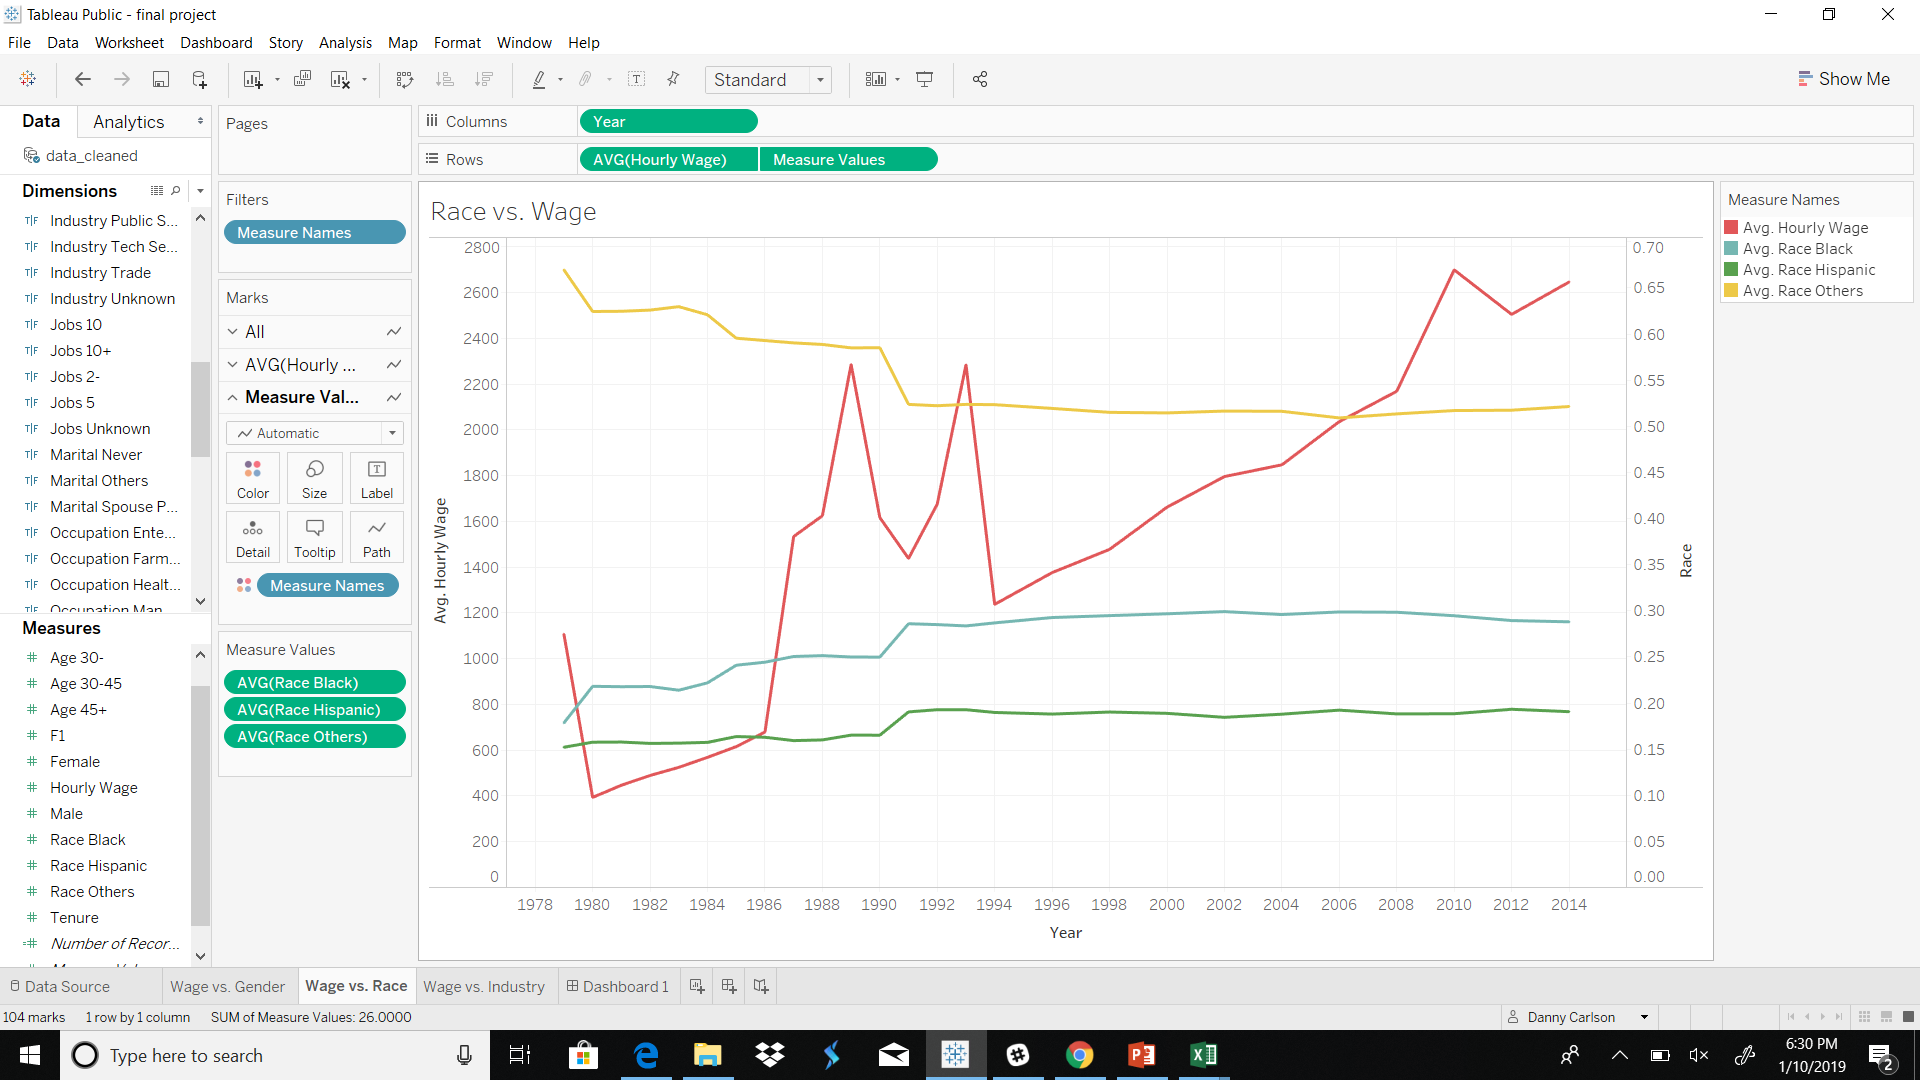 Tableau Public - final project
File Data Worksheet Dashboard Story Analysis Map Format Window Help
Standard
Show Me
Data Analytics
data_cleaned
Dimensions
Industry Public S...
Industry Tech Se...
Industry Trade
Industry Unknown
Jobs 10
Jobs 10+
Jobs 2-
Jobs 5
Jobs Unknown
Marital Never
Marital Others
Marital Spouse P...
Occupation Ente...
Occupation Farm...
Occupation Healt...
Occupation Man
Measures
Age 30-
Age 30-45
Age 45+
F1
Female
Hourly Wage
Male
Race Black
Race Hispanic
Race Others
Tenure
Number of Recor...
Pages
Filters
Measure Names
Marks
All
AVG(Hourly ...
Measure Val...
Automatic
Color Size Label
Detail Tooltip Path
Measure Names
Measure Values
AVG(Race Black)
AVG(Race Hispanic)
AVG(Race Others)
Columns Year
Rows AVG(Hourly Wage) Measure Values
Race vs. Wage
2800
2600
2400
2200
2000
1800
1600
1400
1200
1000
800
600
400
200
0
Avg. Hourly Wage
0.70
0.65
0.60
0.55
0.50
0.45
0.40
0.35
0.30
0.25
0.20
0.15
0.10
0.05
0.00
Race
1978 1980 1982 1984 1986 1988 1990 1992 1994 1996 1998 2000 2002 2004 2006 2008 2010 2012 2014
Year
Measure Names
Avg. Hourly Wage
Avg. Race Black
Avg. Race Hispanic
Avg. Race Others
Data Source Wage vs. Gender Wage vs. Race Wage vs. Industry Dashboard 1
104 marks 1 row by 1 column SUM of Measure Values: 26.0000
Danny Carlson
Type here to search
6:30 PM
1/10/2019
2